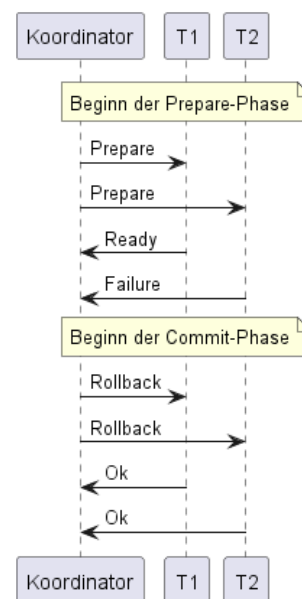 Koordinator T1 T2
Beginn der Prepare-Phase
Prepare
Prepare
Ready
Failure
Beginn der Commit-Phase
Rollback
Rollback
Ok
Ok
Koordinator T1 T2